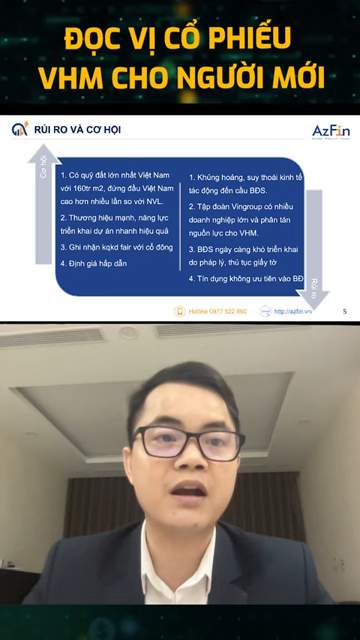 ĐỌC VỊ CỔ PHIẾU
VHM CHO NGƯỜI MỚI
RỦI RO VÀ CƠ HỘI
AzFin
Cơ hội
1. Có quỹ đất lớn nhất Việt Nam
với 160tr m2, đứng đầu Việt Nam
cao hơn nhiều lần so với NVL.
2. Thương hiệu mạnh, năng lực
triển khai dự án nhanh hiệu quả
3. Ghi nhận kqkd fair với cổ đông
4. Định giá hấp dẫn
1. Khủng hoảng, suy thoái kinh tế
tác động đến cầu BĐS.
2. Tập đoàn Vingroup có nhiều
doanh nghiệp lớn và phân tán
nguồn lực cho VHM.
3. BĐS ngày càng khó triển khai
do pháp lý, thủ tục giấy tờ
4. Tín dụng không ưu tiên vào BĐ
Rủi ro
Hotline 0977 522 690
http://azfin.v
5